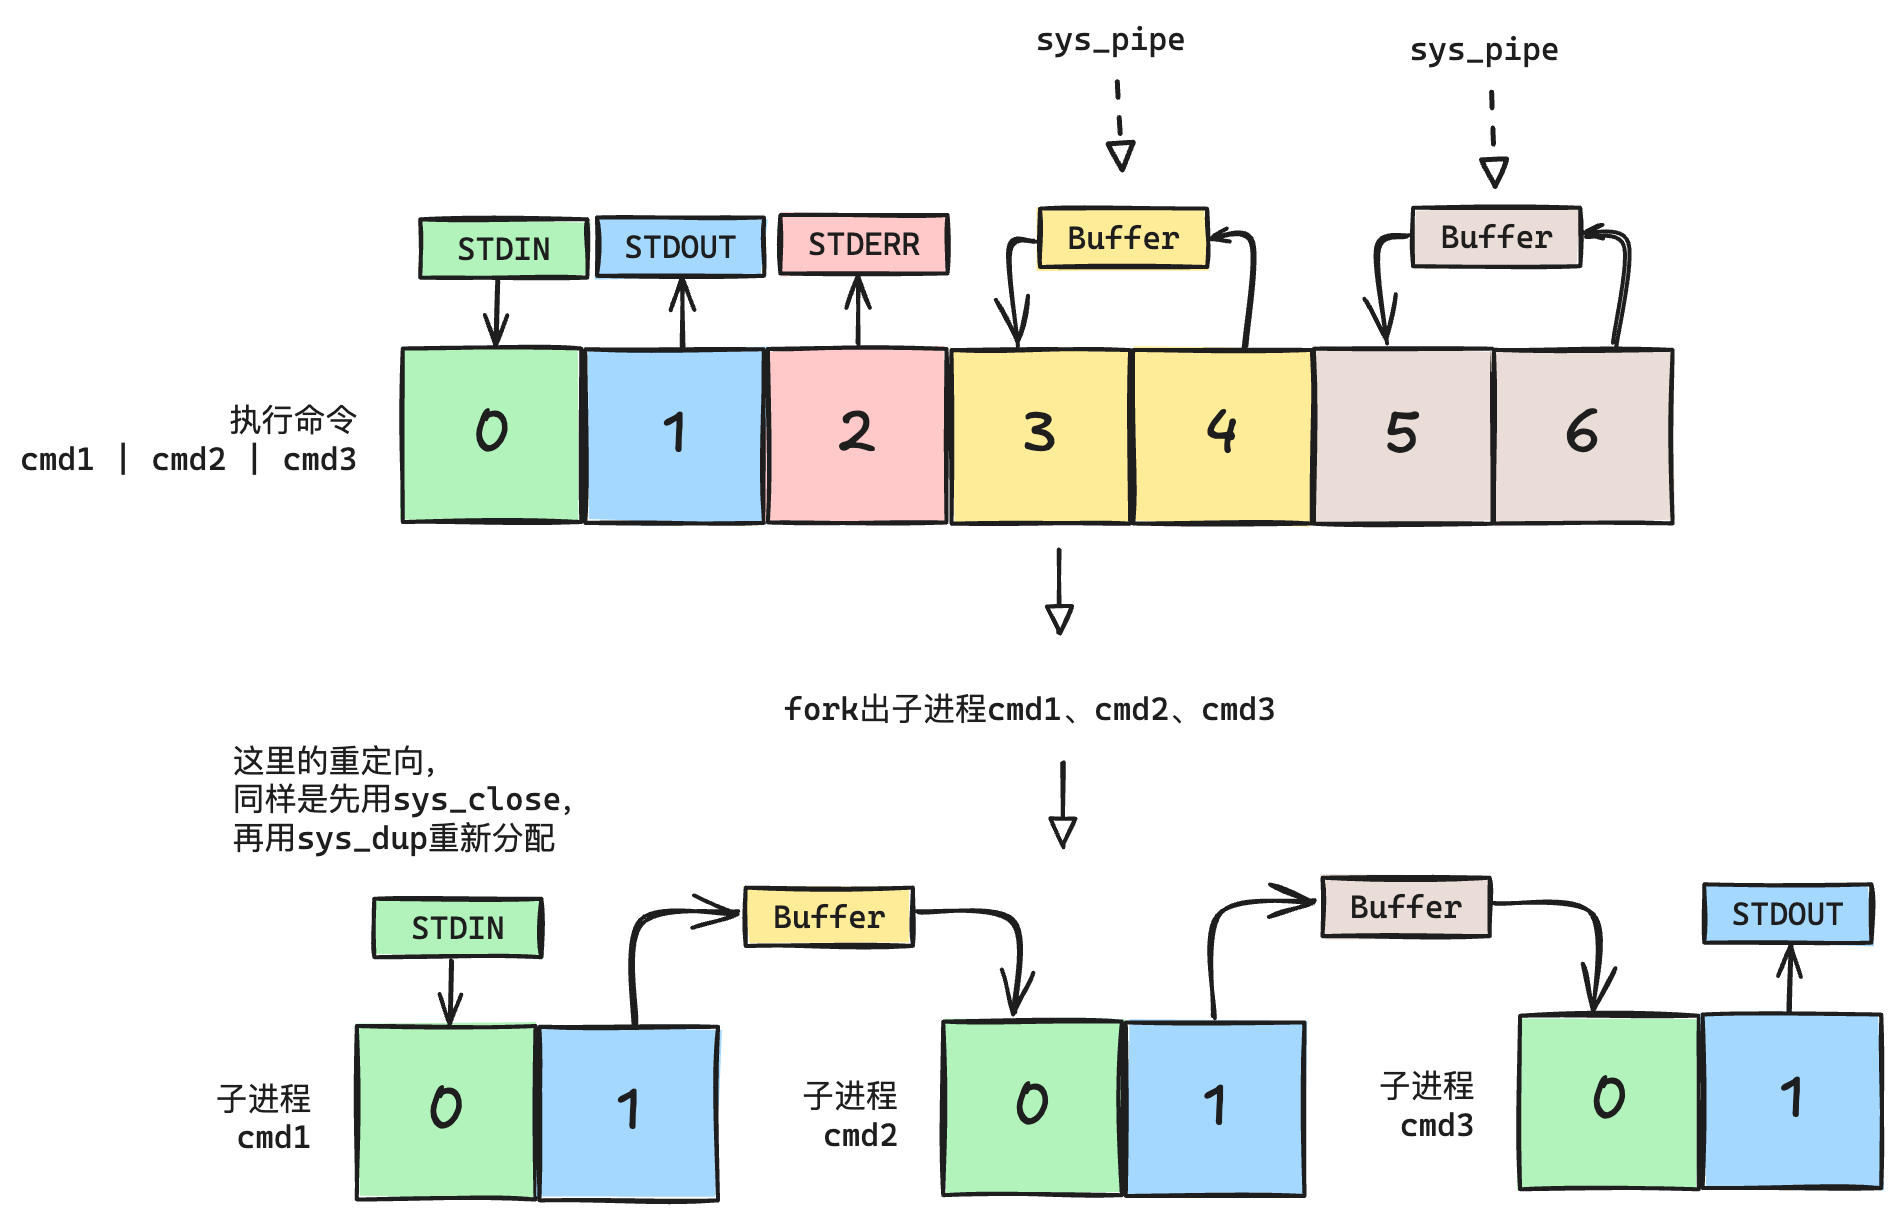 sys_pipe
sys_pipe
STDIN
STDOUT
STDERR
Buffer
Buffer
执行命令
cmd1 | cmd2 | cmd3
0
1
2
3
4
5
6
fork出子进程cmd1、cmd2、cmd3
这里的重定向，
同样是先用sys_close，
再用sys_dup重新分配
STDIN
Buffer
Buffer
STDOUT
子进程
cmd1
0
1
子进程
cmd2
0
1
子进程
cmd3
0
1